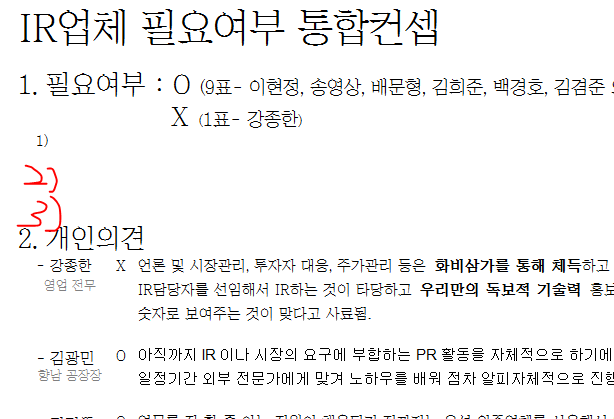 IR업체 필요여부 통합컨셉
1. 필요여부 : O (9표- 이현정, 송영상, 배문형, 김희준, 백경호, 김겸준
X (1표- 강종한)
1)
2)
3)
2. 개인의견
- 강종한 X 언론 및 시장관리, 투자자 대응, 주가관리 등은 화비삼가를 통해 체득하고
영업 전무 IR담당자를 선임해서 IR하는 것이 타당하고 우리만의 독보적 기술력 홍보
숫자로 보여주는 것이 맞다고 사료됨.
- 김광민 O 아직까지 IR 이나 시장의 요구에 부합하는 PR 활동을 자체적으로 하기에
향남 공장장 일정기간 외부 전문가에게 맡겨 노하우를 배워 점차 알피자체적으로 진행